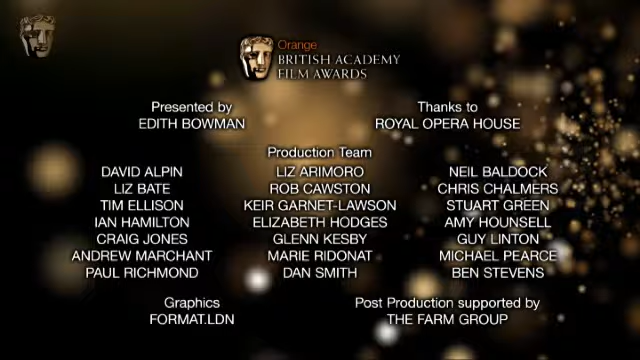 Orange
BRITISH ACADEMY
FILM AWARDS
Presented by
EDITH BOWMAN
Thanks to
ROYAL OPERA HOUSE
Production Team
DAVID ALPIN LIZ ARIMORO NEIL BALDOCK
LIZ BATE ROB CAWSTON CHRIS CHALMERS
TIM ELLISON KEIR GARNET-LAWSON STUART GREEN
IAN HAMILTON ELIZABETH HODGES AMY HOUNSELL
CRAIG JONES GLENN KESBY GUY LINTON
ANDREW MARCHANT MARIE RIDONAT MICHAEL PEARCE
PAUL RICHMOND DAN SMITH BEN STEVENS
Graphics
FORMAT.LDN
Post Production supported by
THE FARM GROUP